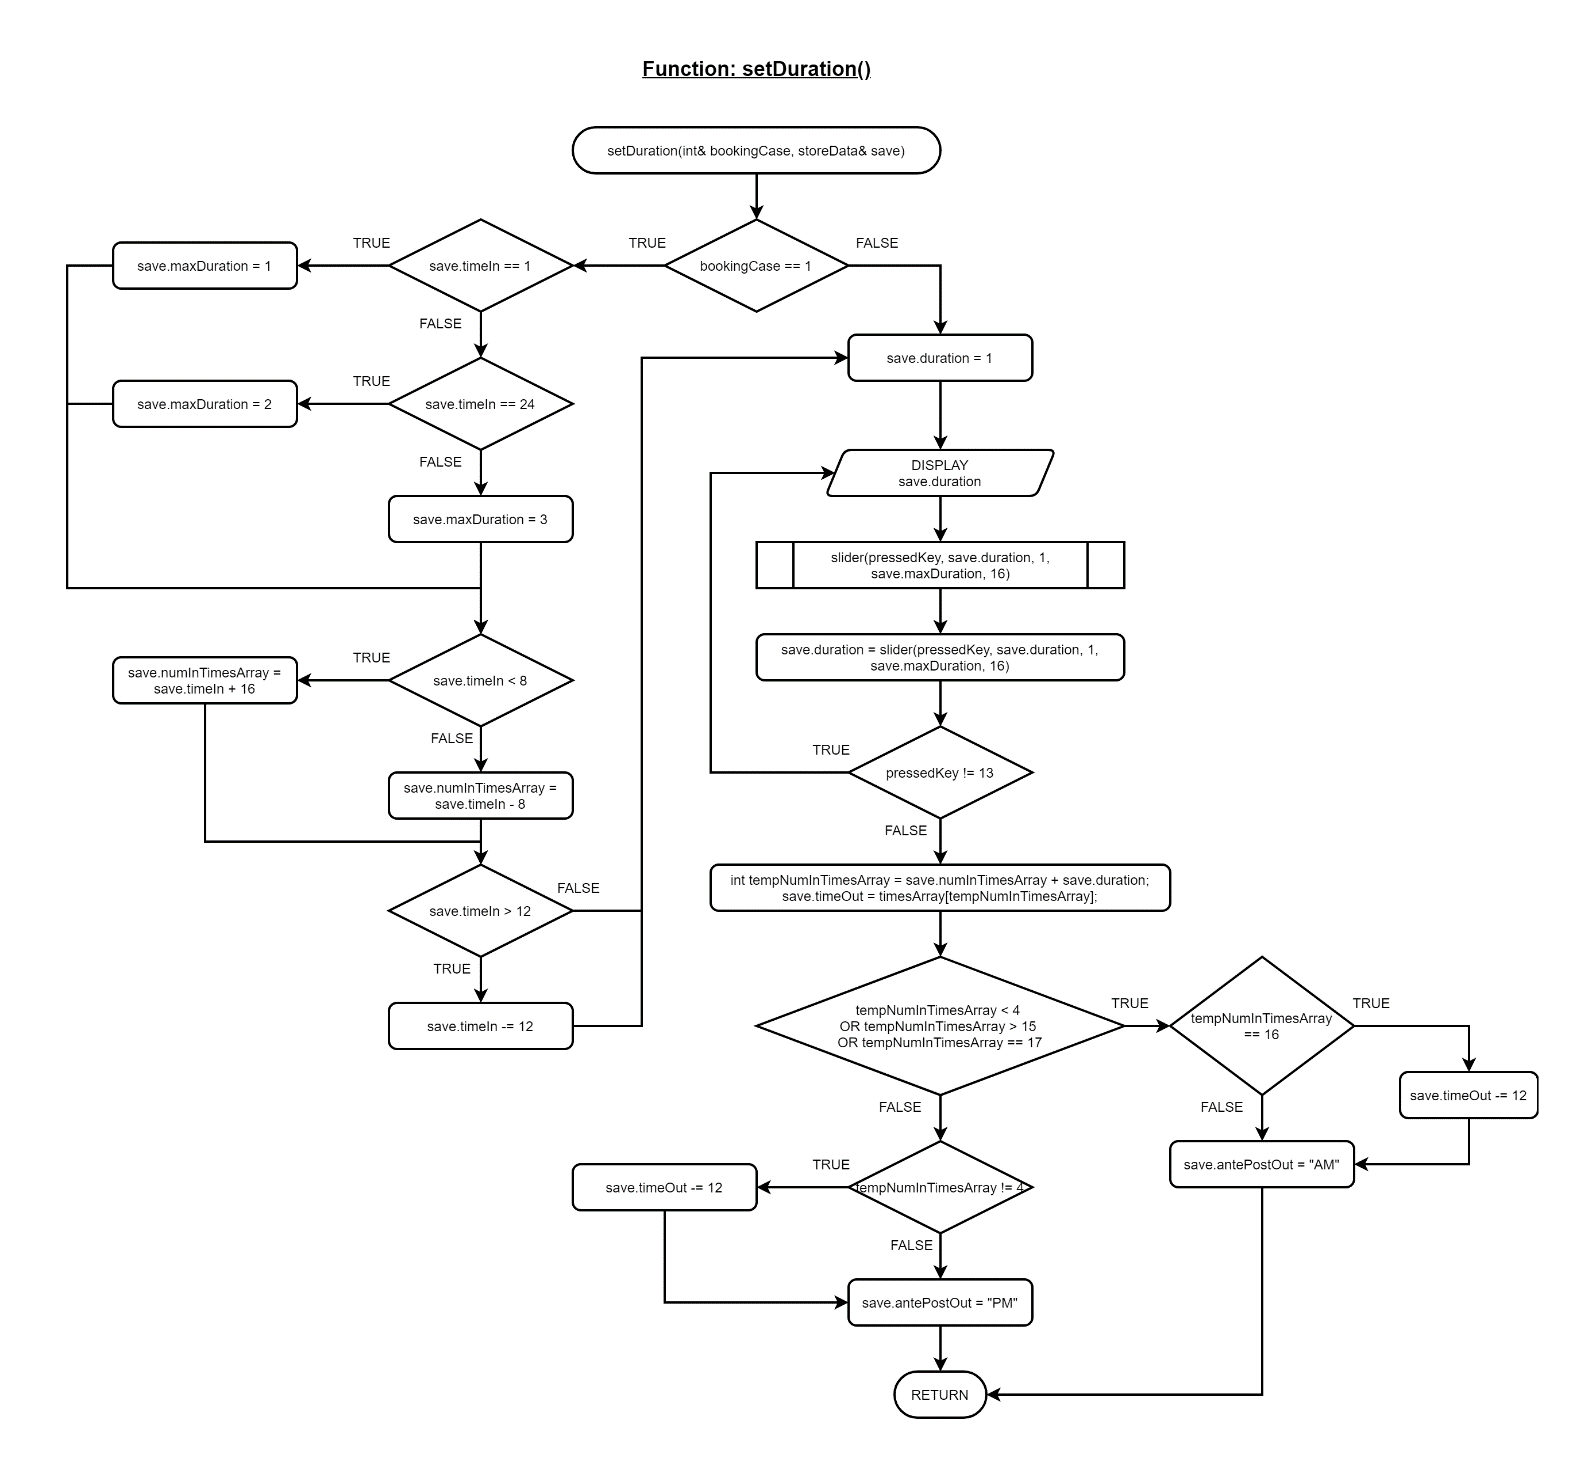 Function: setDuration()
setDuration(int& bookingCase, storeData& save)
bookingCase == 1
TRUE
FALSE
save.timeIn == 1
TRUE
save.maxDuration = 1
FALSE
save.timeIn == 24
TRUE
save.maxDuration = 2
FALSE
save.maxDuration = 3
save.timeIn < 8
TRUE
save.numInTimesArray =
save.timeIn + 16
FALSE
save.numInTimesArray =
save.timeIn - 8
save.timeIn > 12
FALSE
TRUE
save.timeIn -= 12
save.duration = 1
DISPLAY
save.duration
slider(pressedKey, save.duration, 1,
save.maxDuration, 16)
save.duration = slider(pressedKey, save.duration, 1,
save.maxDuration, 16)
TRUE
pressedKey != 13
FALSE
int tempNumInTimesArray = save.numInTimesArray + save.duration;
save.timeOut = timesArray[tempNumInTimesArray];
tempNumInTimesArray < 4
OR tempNumInTimesArray > 15
OR tempNumInTimesArray == 17
TRUE
tempNumInTimesArray
== 16
TRUE
save.timeOut -= 12
FALSE
save.antePostOut = "AM"
FALSE
tempNumInTimesArray != 4
TRUE
save.timeOut -= 12
FALSE
save.antePostOut = "PM"
RETURN